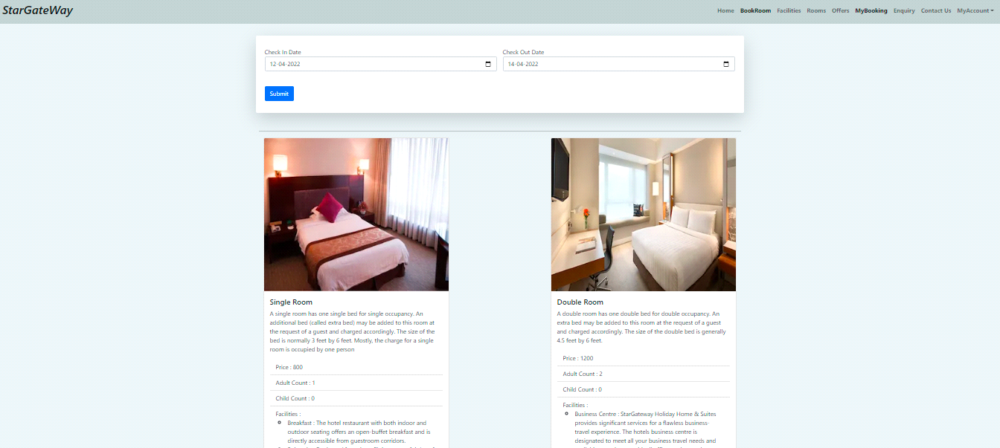 StarGateWay
Home BookRoom Facilities Rooms Offers MyBooking Enquiry Contact Us MyAccount
Check In Date
Check Out Date
12-04-2022
14-04-2022
Submit
Single Room
A single room has one single bed for single occupancy. An
additional bed (called extra bed) may be added to this room at
the request of a guest and charged accordingly. The size of the
bed is normally 3 feet by 6 feet. Mostly, the charge for a single
room is occupied by one person
Price : 800
Adult Count : 1
Child Count : 0
Facilities :
Breakfast : The hotel restaurant with both indoor and
outdoor seating offers an open-buffet breakfast and is
directly accessible from guestroom corridors.
Double Room
A double room has one double bed for double occupancy. An
extra bed may be added to this room at the request of a guest
and charged accordingly. The size of the double bed is generally
4.5 feet by 6 feet.
Price : 1200
Adult Count : 2
Child Count : 0
Facilities :
Business Centre : StarGateway Holiday Home & Suites
provides significant services for a flawless business-
travel experience. The hotels business centre is
designated to meet all your business travel needs and